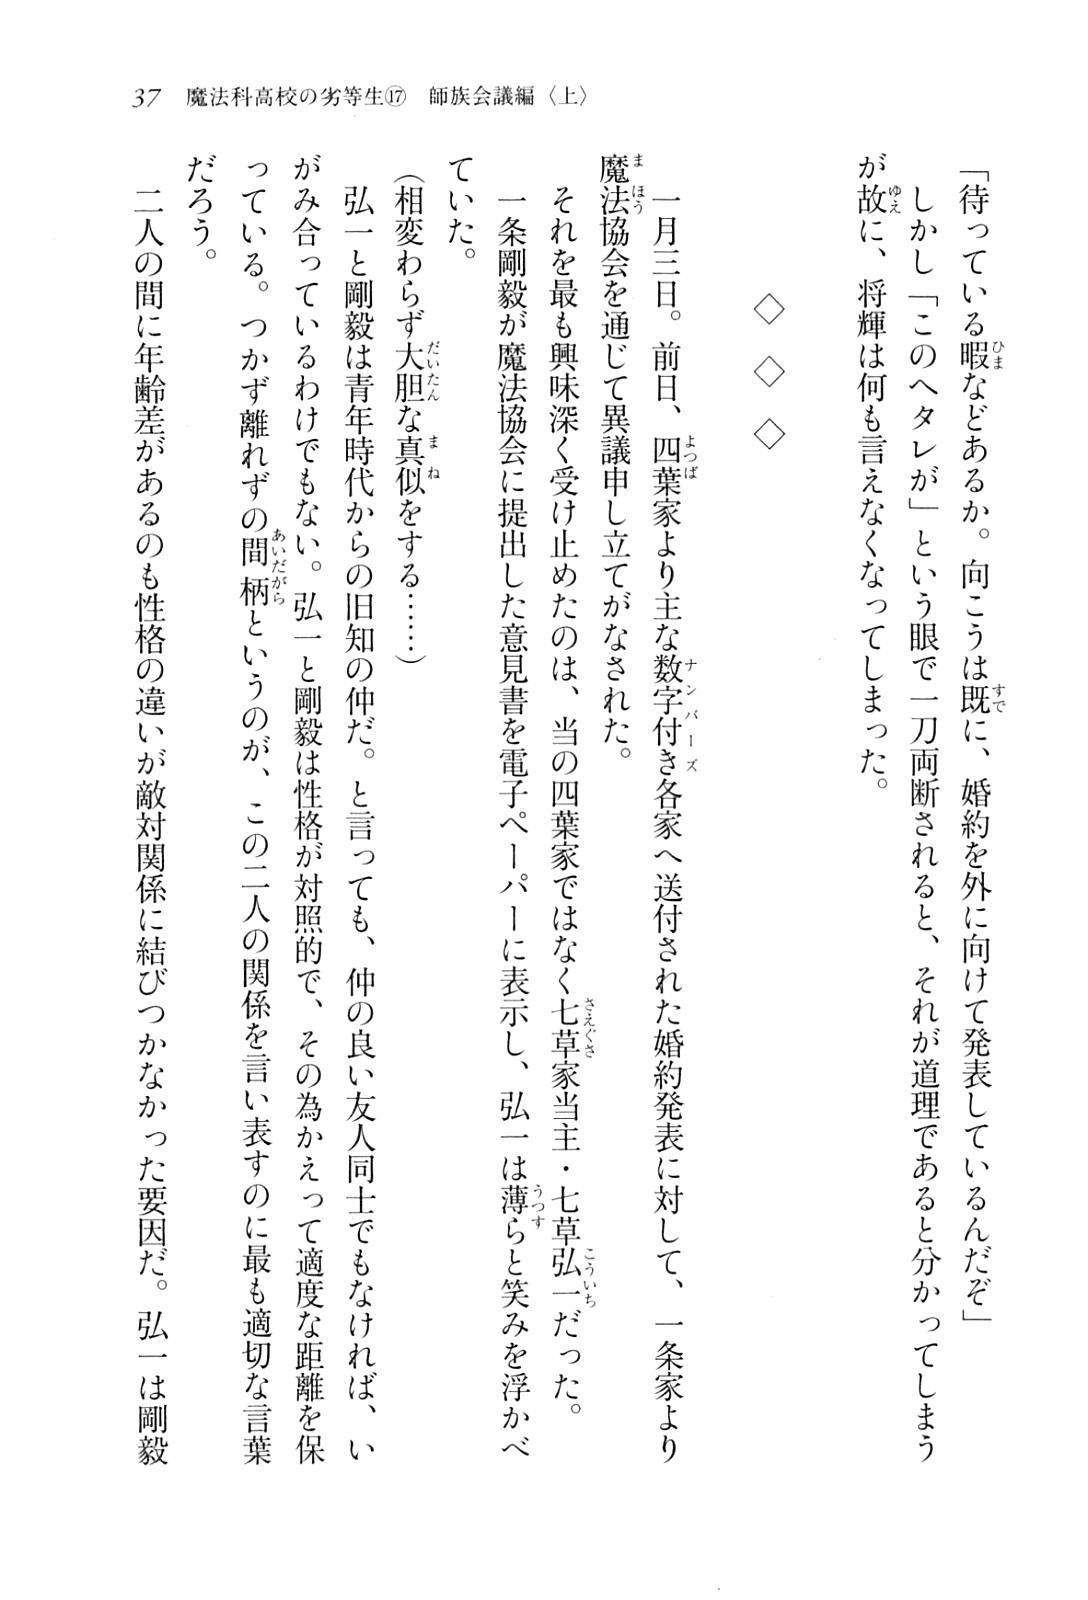 37　魔法科高校の劣等生⑰　師族会議編〈上〉
「待っている暇などあるか。向こうは既に、婚約を外に向けて発表しているんだぞ」
　しかし「このヘタレが」という眼で一刀両断されると、それが道理であると分かってしまう
が故に、将輝は何も言えなくなってしまった。
◇　◇　◇
　一月三日。前日、四葉家より主な数字付き各家へ送付された婚約発表に対して、一条家より
魔法協会を通じて異議申し立てがなされた。
　それを最も興味深く受け止めたのは、当の四葉家ではなく七草家当主・七草弘一だった。
　一条剛毅が魔法協会に提出した意見書を電子ペーパーに表示し、弘一は薄らと笑みを浮かべ
ていた。
（相変わらず大胆な真似をする……）
　弘一と剛毅は青年時代からの旧知の仲だ。と言っても、仲の良い友人同士でもなければ、い
がみ合っているわけでもない。弘一と剛毅は性格が対照的で、その為かえって適度な距離を保
っている。つかず離れずの間柄というのが、この二人の関係を言い表すのに最も適切な言葉
だろう。
　二人の間に年齢差があるのも性格の違いが敵対関係に結びつかなかった要因だ。弘一は剛毅